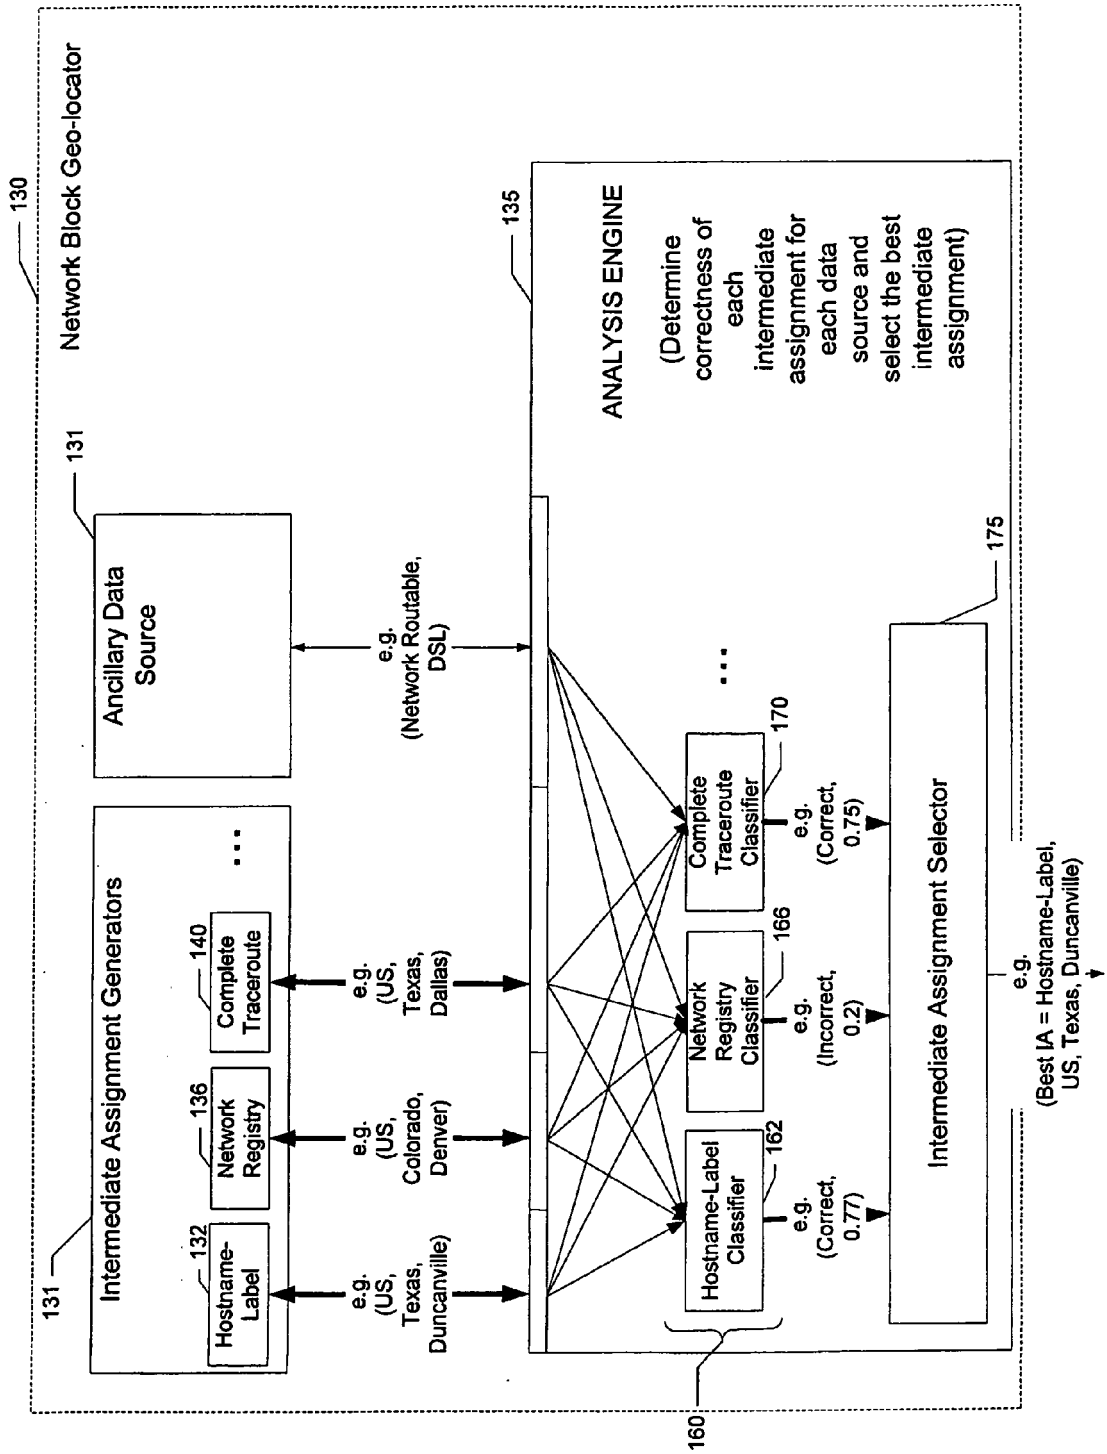 130
Network Block Geo-locator
131
Intermediate Assignment Generators
132
Hostname-
Label
136
Network
Registry
140
Complete
Traceroute
...
131
Ancillary Data
Source
e.g.
(US,
Texas,
Duncanville)
e.g.
(US,
Colorado,
Denver)
e.g.
(US,
Texas,
Dallas)
e.g.
(Network Routable,
DSL)
135
ANALYSIS ENGINE
(Determine
correctness of
each
intermediate
assignment for
each data
source and
select the best
intermediate
assignment)
160
Hostname-Label
Classifier
162
Network
Registry
Classifier
166
Complete
Traceroute
Classifier
170
...
e.g.
(Correct,
0.77)
e.g.
(Incorrect,
0.2)
e.g.
(Correct,
0.75)
175
Intermediate Assignment Selector
e.g.
(Best IA = Hostname-Label,
US, Texas, Duncanville)